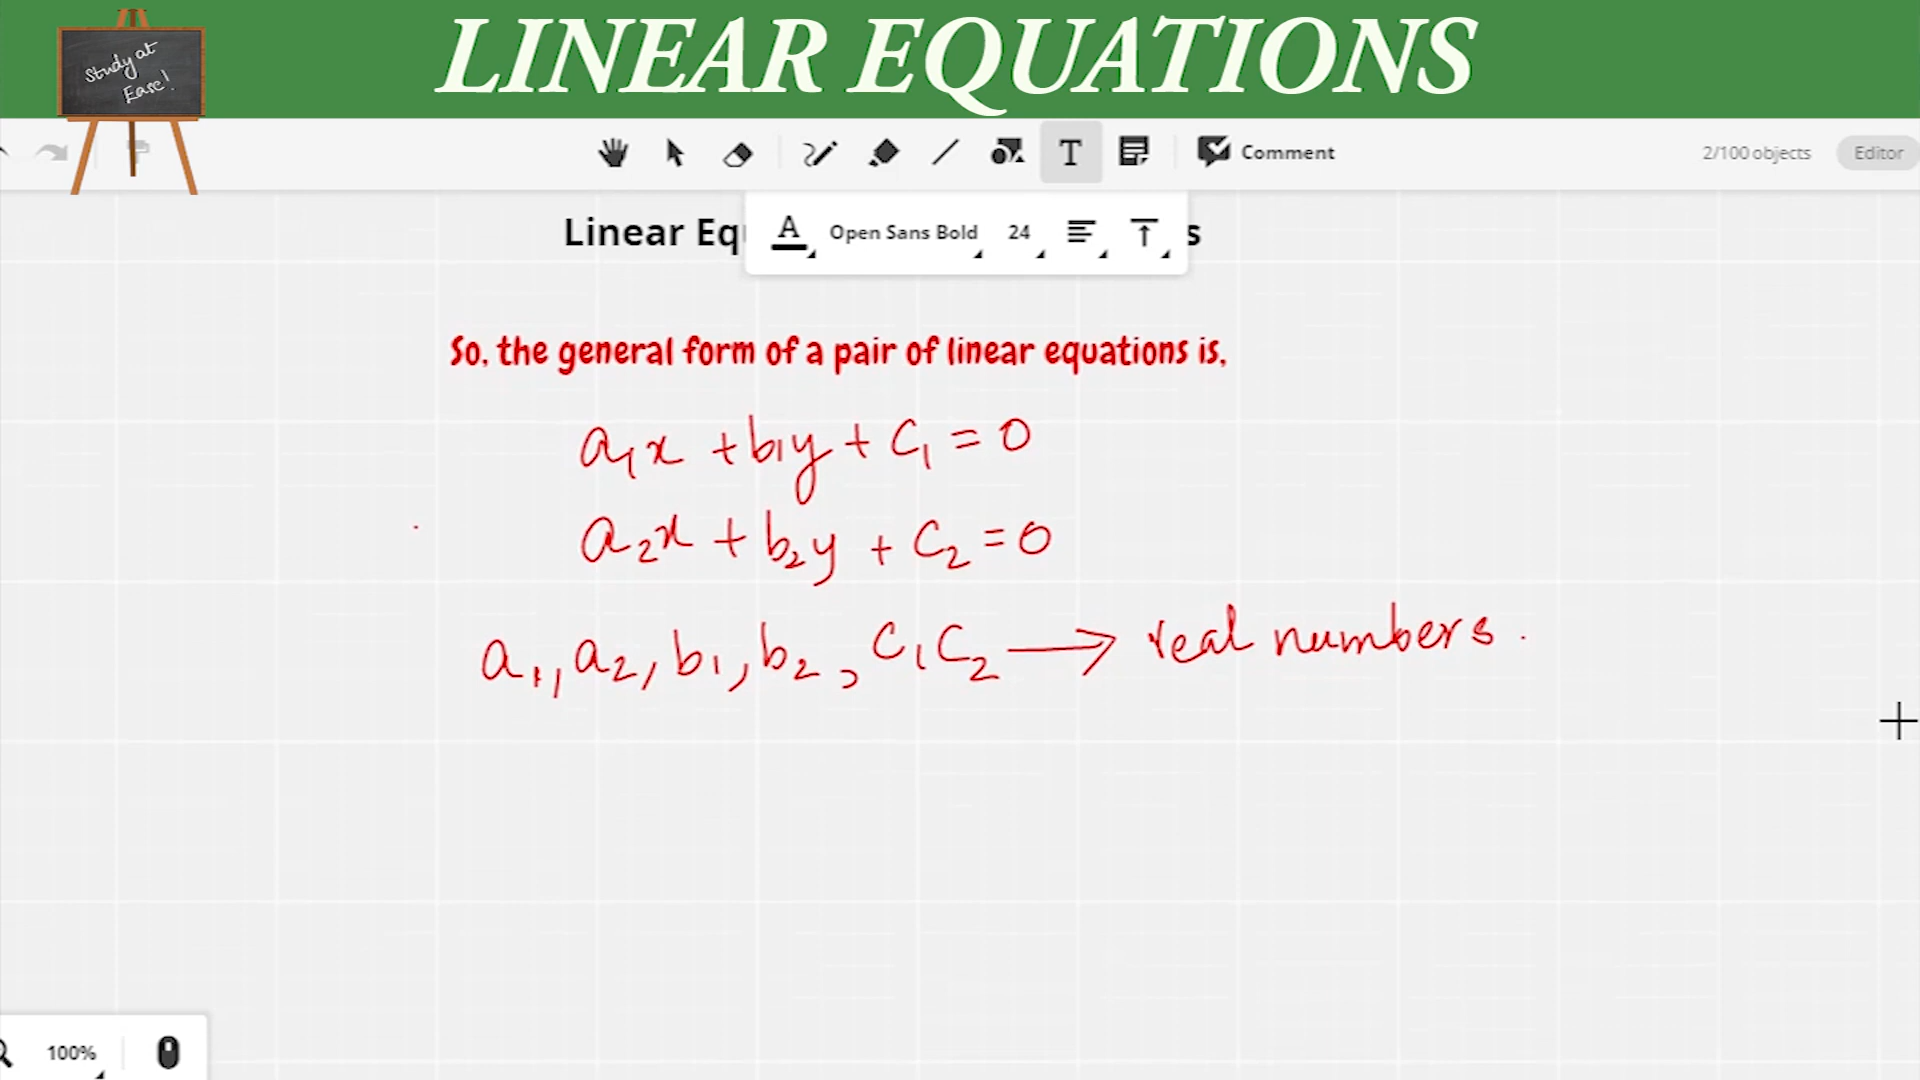 LINEAR EQUATIONS
Study at
Ease!
Comment
2/100 objects
Editor
Linear Eq
s
A Open Sans Bold 24
So, the general form of a pair of linear equations is,
a₁x + b₁y + c₁ = 0
a₂x + b₂y + c₂ = 0
a₁, a₂, b₁, b₂, c₁ c₂ → real numbers.
100%